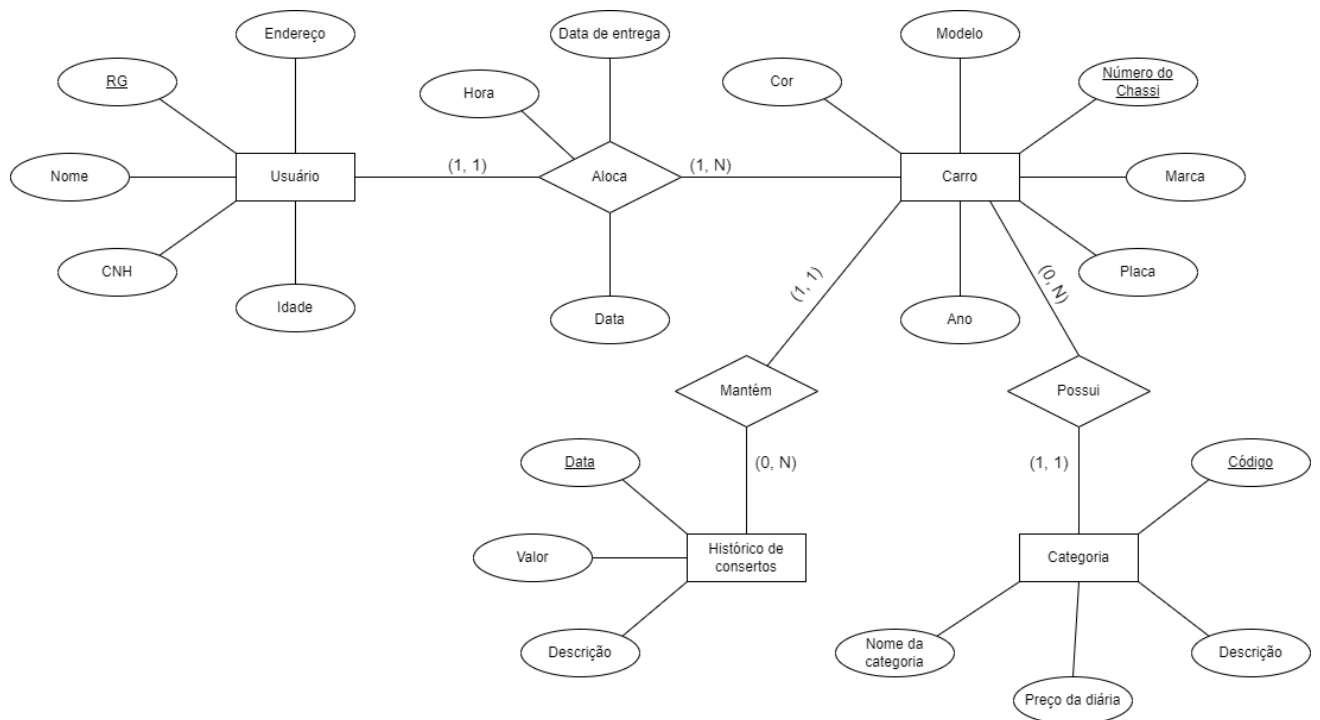 Endereço
Data de entrega
Modelo
RG
Hora
Cor
Número do
Chassi
Nome
Usuário
(1, 1)
Aloca
(1, N)
Carro
Marca
CNH
Idade
Data
Ano
Placa
(1, 1)
(0, N)
Mantém
Possui
Data
(0, N)
(1, 1)
Código
Valor
Histórico de
consertos
Categoria
Descrição
Nome da
categoria
Preço da diária
Descrição